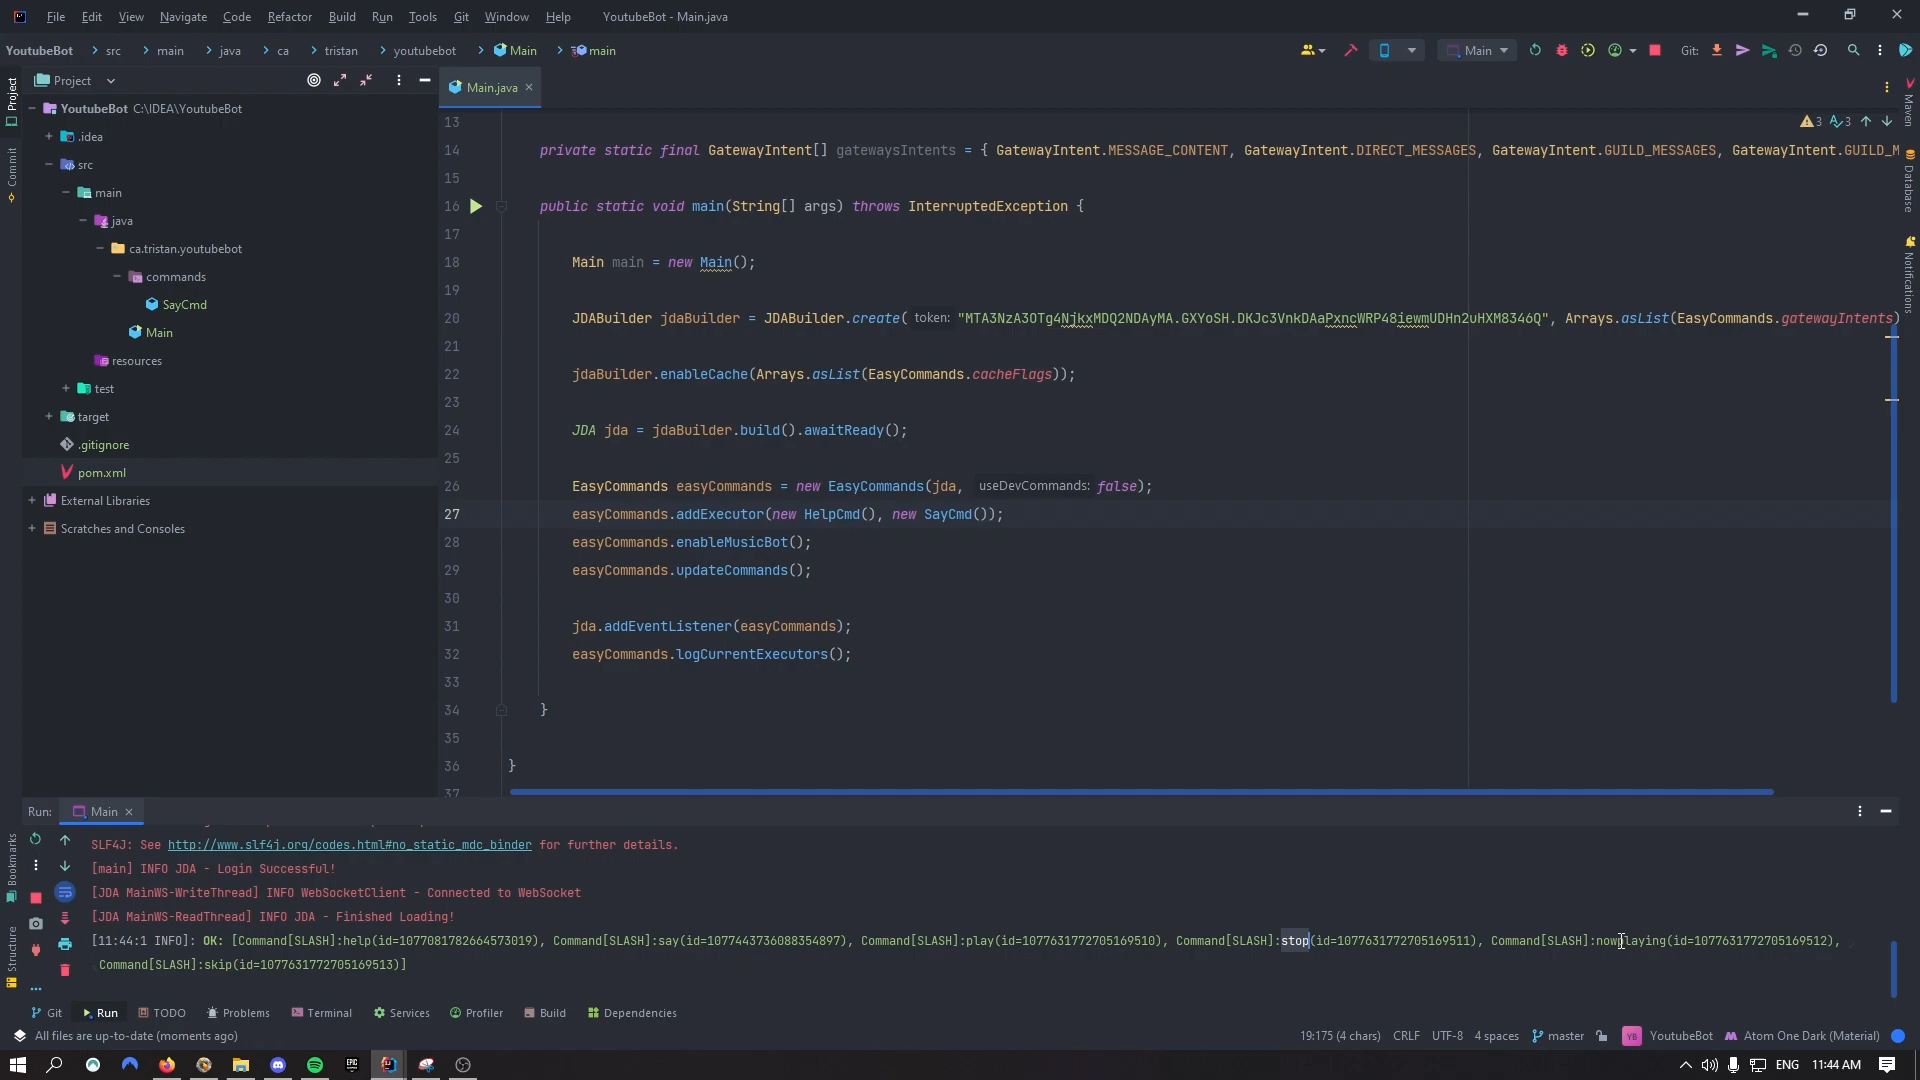 File Edit View Navigate Code Refactor Build Run Tools Git Window Help YoutubeBot - Main.java
YoutubeBot src main java ca tristan youtubebot Main main
Main Git:
Project
Main.java
YoutubeBot C:\IDEA\YoutubeBot
.idea
src
main
java
ca.tristan.youtubebot
commands
SayCmd
Main
resources
test
target
.gitignore
pom.xml
External Libraries
Scratches and Consoles
Project
Commit
Bookmarks
Structure
Maven
Database
Notifications
3 3
13
14 private static final GatewayIntent[] gatewaysIntents = { GatewayIntent.MESSAGE_CONTENT, GatewayIntent.DIRECT_MESSAGES, GatewayIntent.GUILD_MESSAGES, GatewayIntent.GUILD_M
15
16 public static void main(String[] args) throws InterruptedException {
17
18 Main main = new Main();
19
20 JDABuilder jdaBuilder = JDABuilder.create( token: "[bot token]", Arrays.asList(EasyCommands.gatewayIntents)
21
22 jdaBuilder.enableCache(Arrays.asList(EasyCommands.cacheFlags));
23
24 JDA jda = jdaBuilder.build().awaitReady();
25
26 EasyCommands easyCommands = new EasyCommands(jda, useDevCommands: false);
27 easyCommands.addExecutor(new HelpCmd(), new SayCmd());
28 easyCommands.enableMusicBot();
29 easyCommands.updateCommands();
30
31 jda.addEventListener(easyCommands);
32 easyCommands.logCurrentExecutors();
33
34 }
35
36 }
37
Run: Main
SLF4J: See http://www.slf4j.org/codes.html#no_static_mdc_binder for further details.
[main] INFO JDA - Login Successful!
[JDA MainWS-WriteThread] INFO WebSocketClient - Connected to WebSocket
[JDA MainWS-ReadThread] INFO JDA - Finished Loading!
[11:44:1 INFO]: OK: [Command[SLASH]:help(id=1077081782664573019), Command[SLASH]:say(id=1077443736088354897), Command[SLASH]:play(id=1077631772705169510), Command[SLASH]:stop(id=1077631772705169511), Command[SLASH]:nowplaying(id=1077631772705169512),
Command[SLASH]:skip(id=1077631772705169513)]
Git Run TODO Problems Terminal Services Profiler Build Dependencies
All files are up-to-date (moments ago) 19:175 (4 chars) CRLF UTF-8 4 spaces master YB YoutubeBot Atom One Dark (Material)
EPIC ENG 11:44 AM